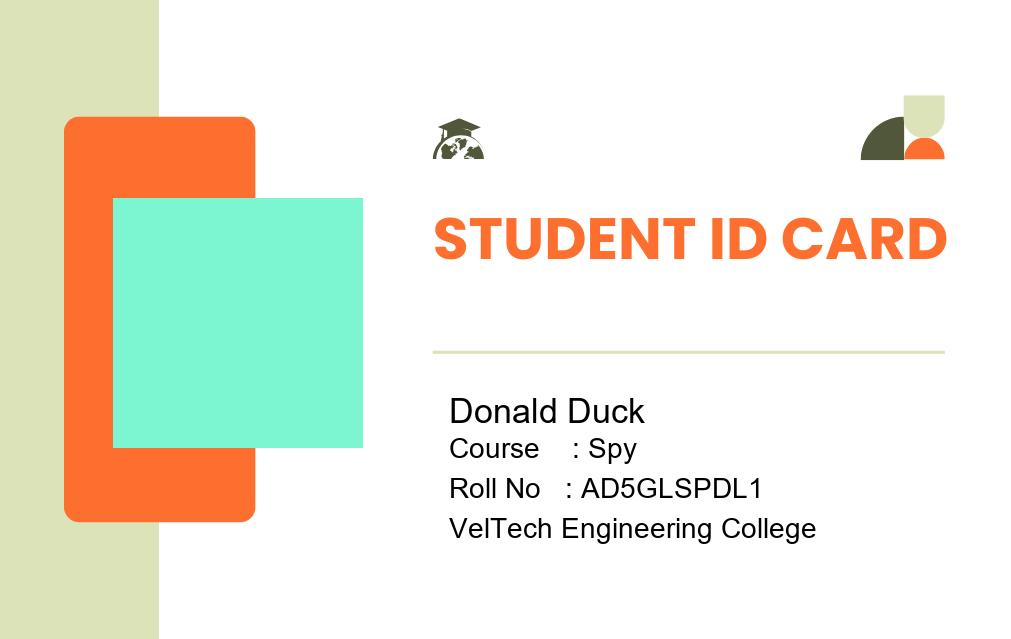 STUDENT ID CARD
Donald Duck
Course : Spy
Roll No : AD5GLSPDL1
VelTech Engineering College